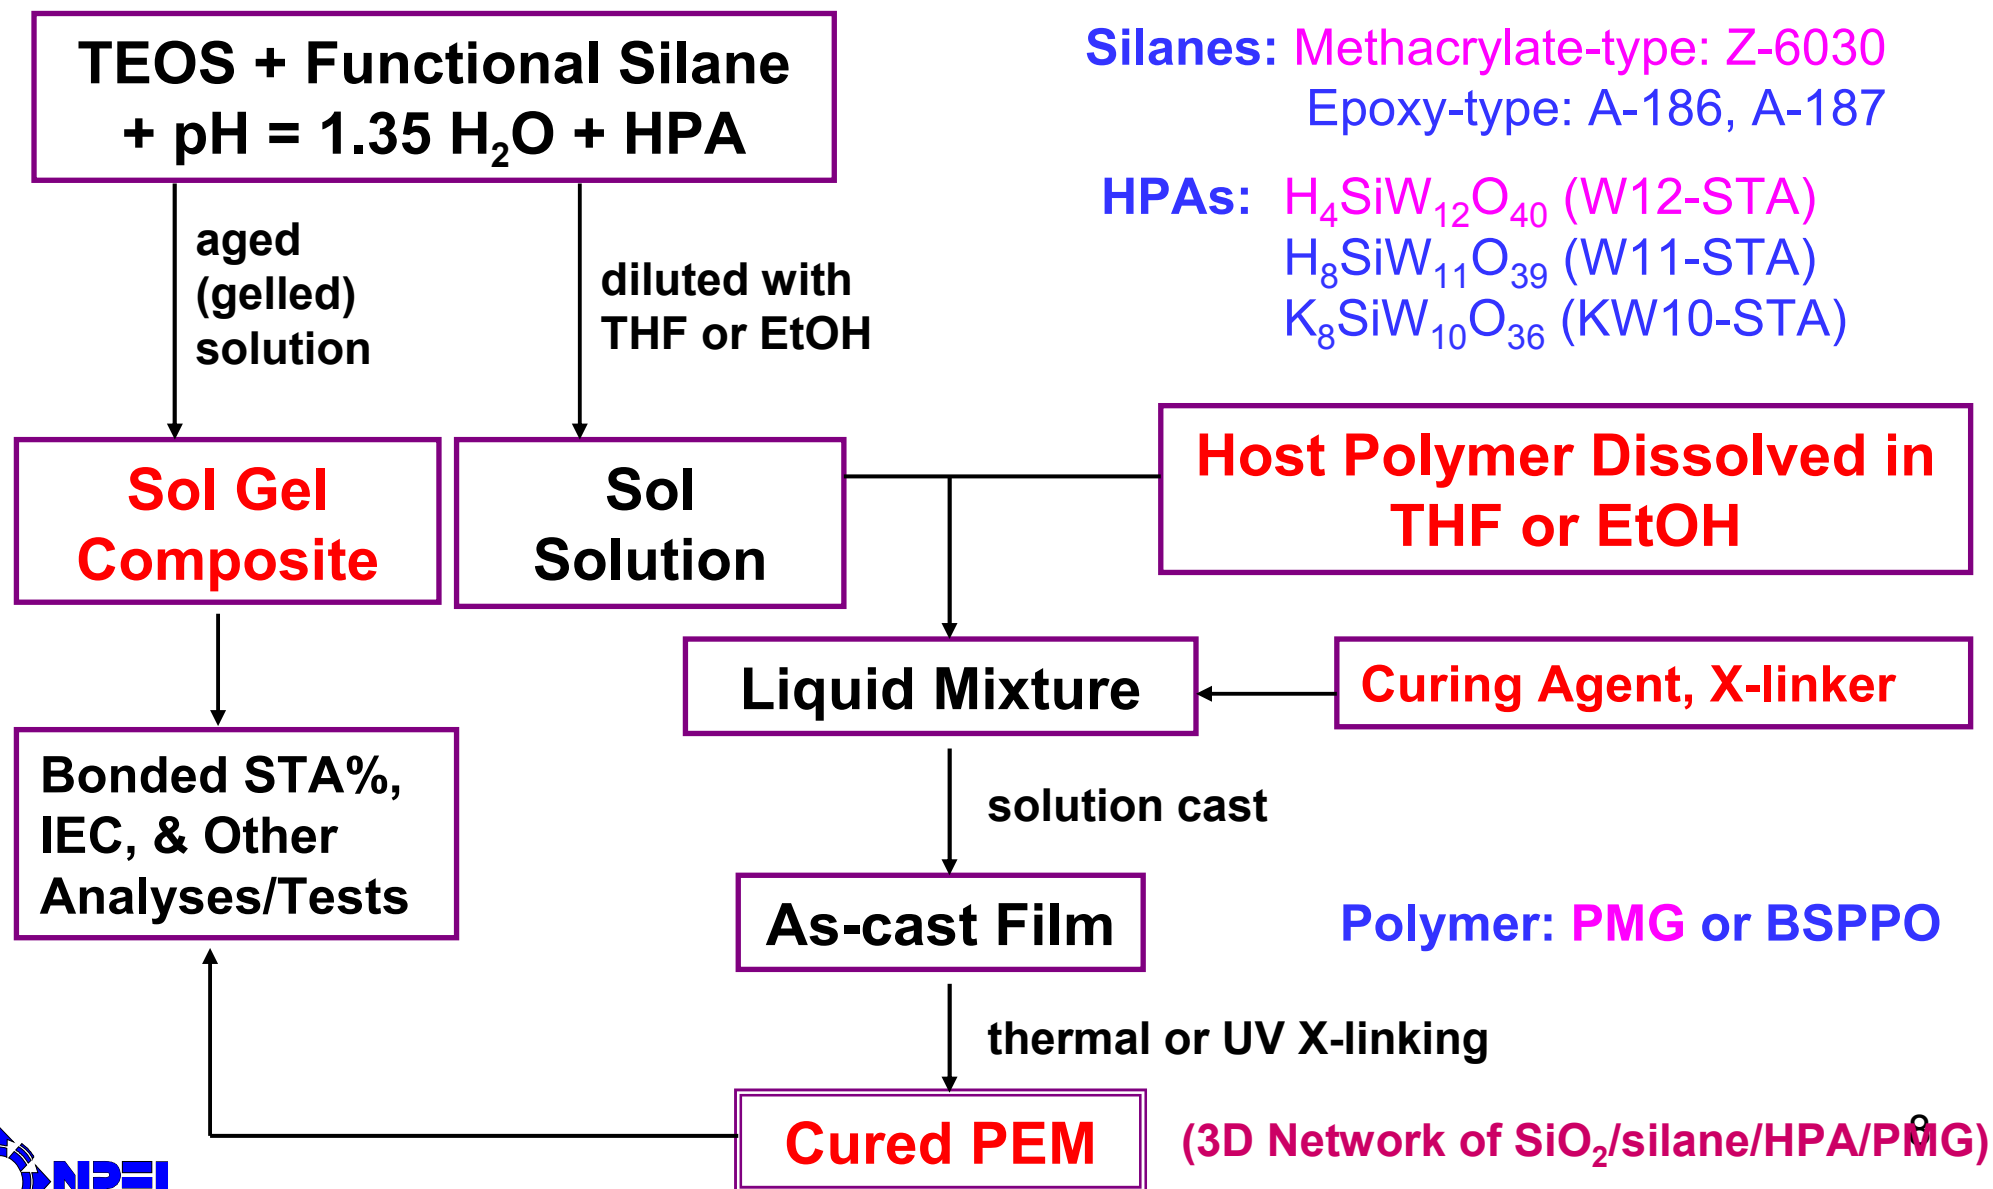 TEOS + Functional Silane
+ pH = 1.35 H₂O + HPA
Silanes: Methacrylate-type: Z-6030
Epoxy-type: A-186, A-187
HPAs: H₄SiW₁₂O₄₀ (W12-STA)
H₈SiW₁₁O₃₉ (W11-STA)
K₈SiW₁₀O₃₆ (KW10-STA)
aged
(gelled)
solution
diluted with
THF or EtOH
Sol Gel
Composite
Sol
Solution
Host Polymer Dissolved in
THF or EtOH
Liquid Mixture
Curing Agent, X-linker
Bonded STA%,
IEC, & Other
Analyses/Tests
solution cast
As-cast Film
Polymer: PMG or BSPPO
thermal or UV X-linking
Cured PEM
(3D Network of SiO₂/silane/HPA/PMG)
8